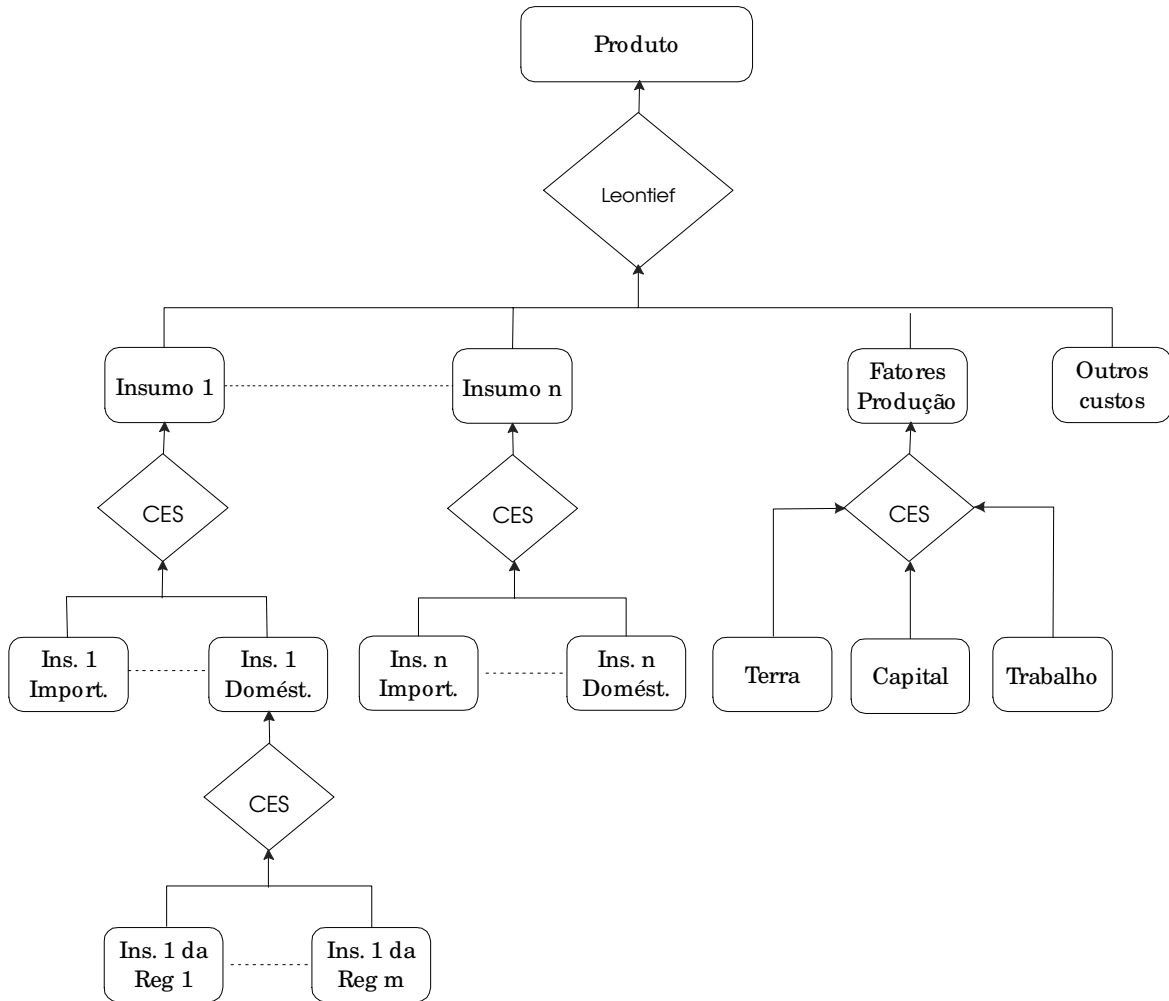 Produto
Leontief
Insumo 1
Insumo n
Fatores
Produção
Outros
custos
CES
CES
CES
Ins. 1
Import.
Ins. 1
Domést.
Ins. n
Import.
Ins. n
Domést.
Terra
Capital
Trabalho
CES
Ins. 1 da
Reg 1
Ins. 1 da
Reg m